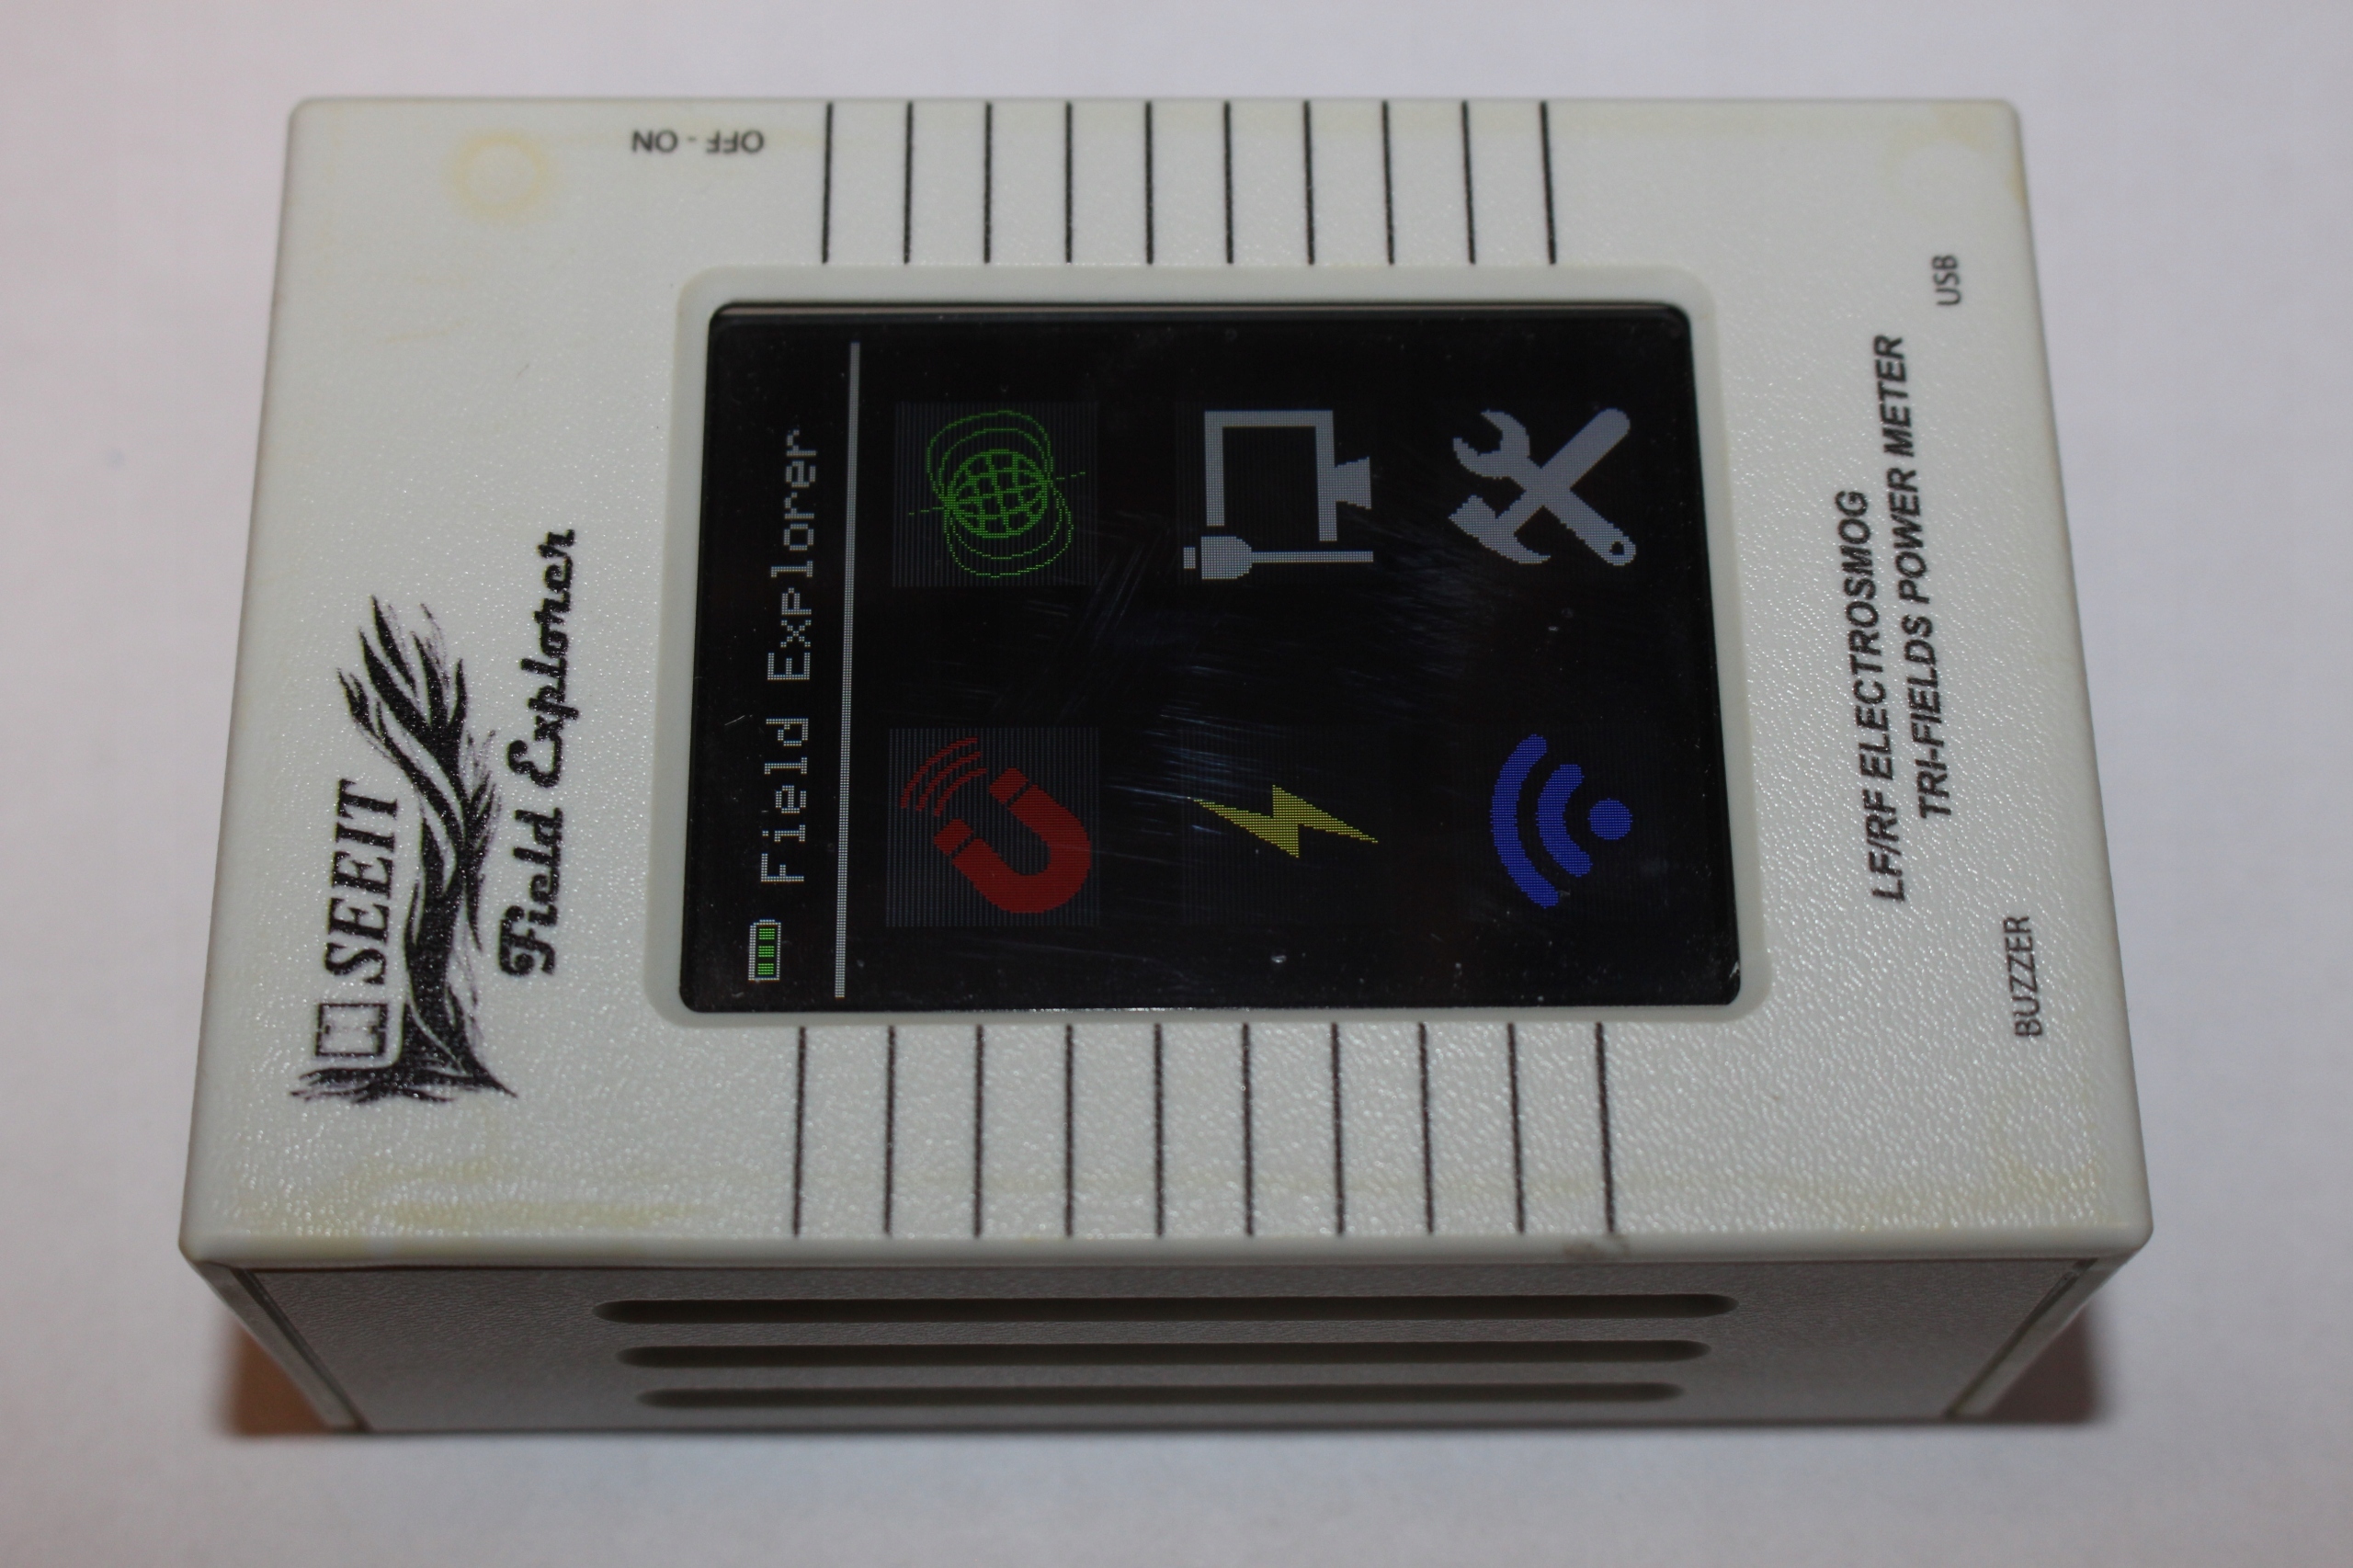 SEEIT
Field Explorer
OFF - ON
Field Explorer
LF/RF ELECTROSMOG
TRI-FIELDS POWER METER
BUZZER
USB